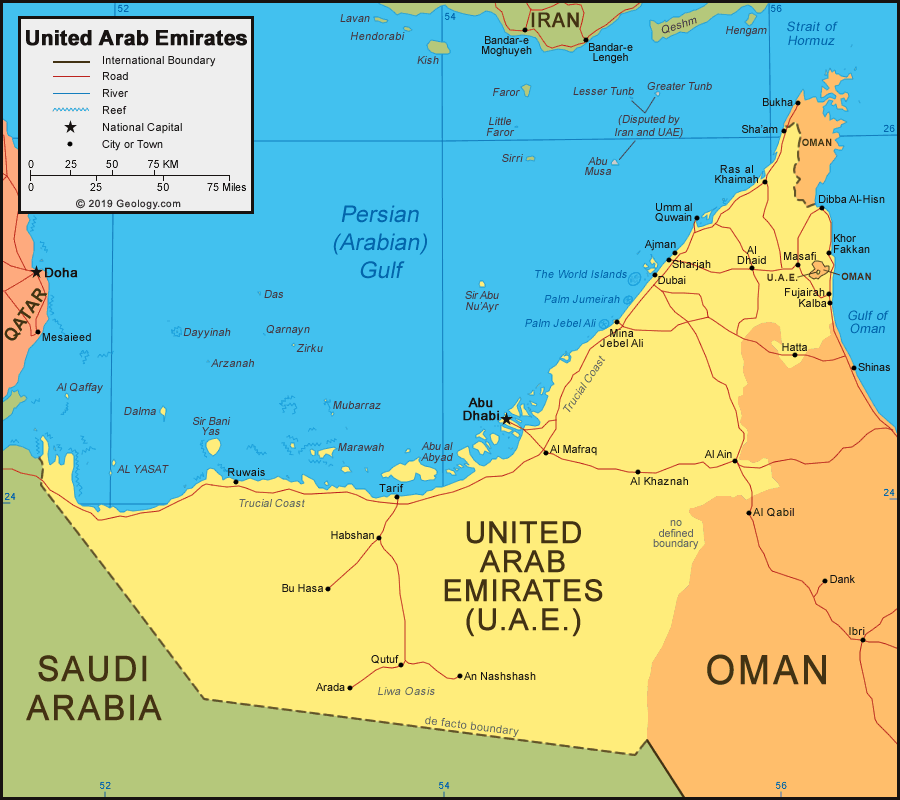 52
54
56
United Arab Emirates
International Boundary
Road
River
Reef
National Capital
City or Town
0 25 50 75 KM
0 25 50 75 Miles
© 2019 Geology.com
Lavan
Hendorabi
Kish
IRAN
Bandar-e
Moghuyeh
Bandar-e
Lengeh
Qeshm
Hengam
Strait of
Hormuz
Faror
Lesser Tunb
Greater Tunb
Bukha
Little
Faror
(Disputed by
Iran and UAE)
Sha'am
26
OMAN
Sirri
Abu
Musa
Ras al
Khaimah
Dibba Al-Hisn
Umm al
Quwain
Persian
(Arabian)
Gulf
Ajman
Sharjah
Dubai
Al
Dhaid
Masafi
Khor
Fakkan
U.A.E.
OMAN
Fujairah
Kalba
Doha
QATAR
Mesaieed
The World Islands
Palm Jumeirah
Palm Jebel Ali
Mina
Jebel Ali
Das
Sir Abu
Nu'Ayr
Gulf of
Oman
Dayyinah
Qarnayn
Zirku
Arzanah
Hatta
Shinas
Trucial Coast
Al Qaffay
Dalma
Sir Bani
Yas
Mubarraz
Marawah
Abu al
Abyad
Abu
Dhabi
Al Mafraq
Al Ain
AL YASAT
Ruwais
Tarif
Al Khaznah
24
24
Trucial Coast
Al Qabil
no
defined
boundary
Habshan
UNITED
ARAB
EMIRATES
(U.A.E.)
Bu Hasa
Dank
Ibri
Qutuf
An Nashshash
Arada
Liwa Oasis
SAUDI
ARABIA
OMAN
de facto boundary
52
54
56